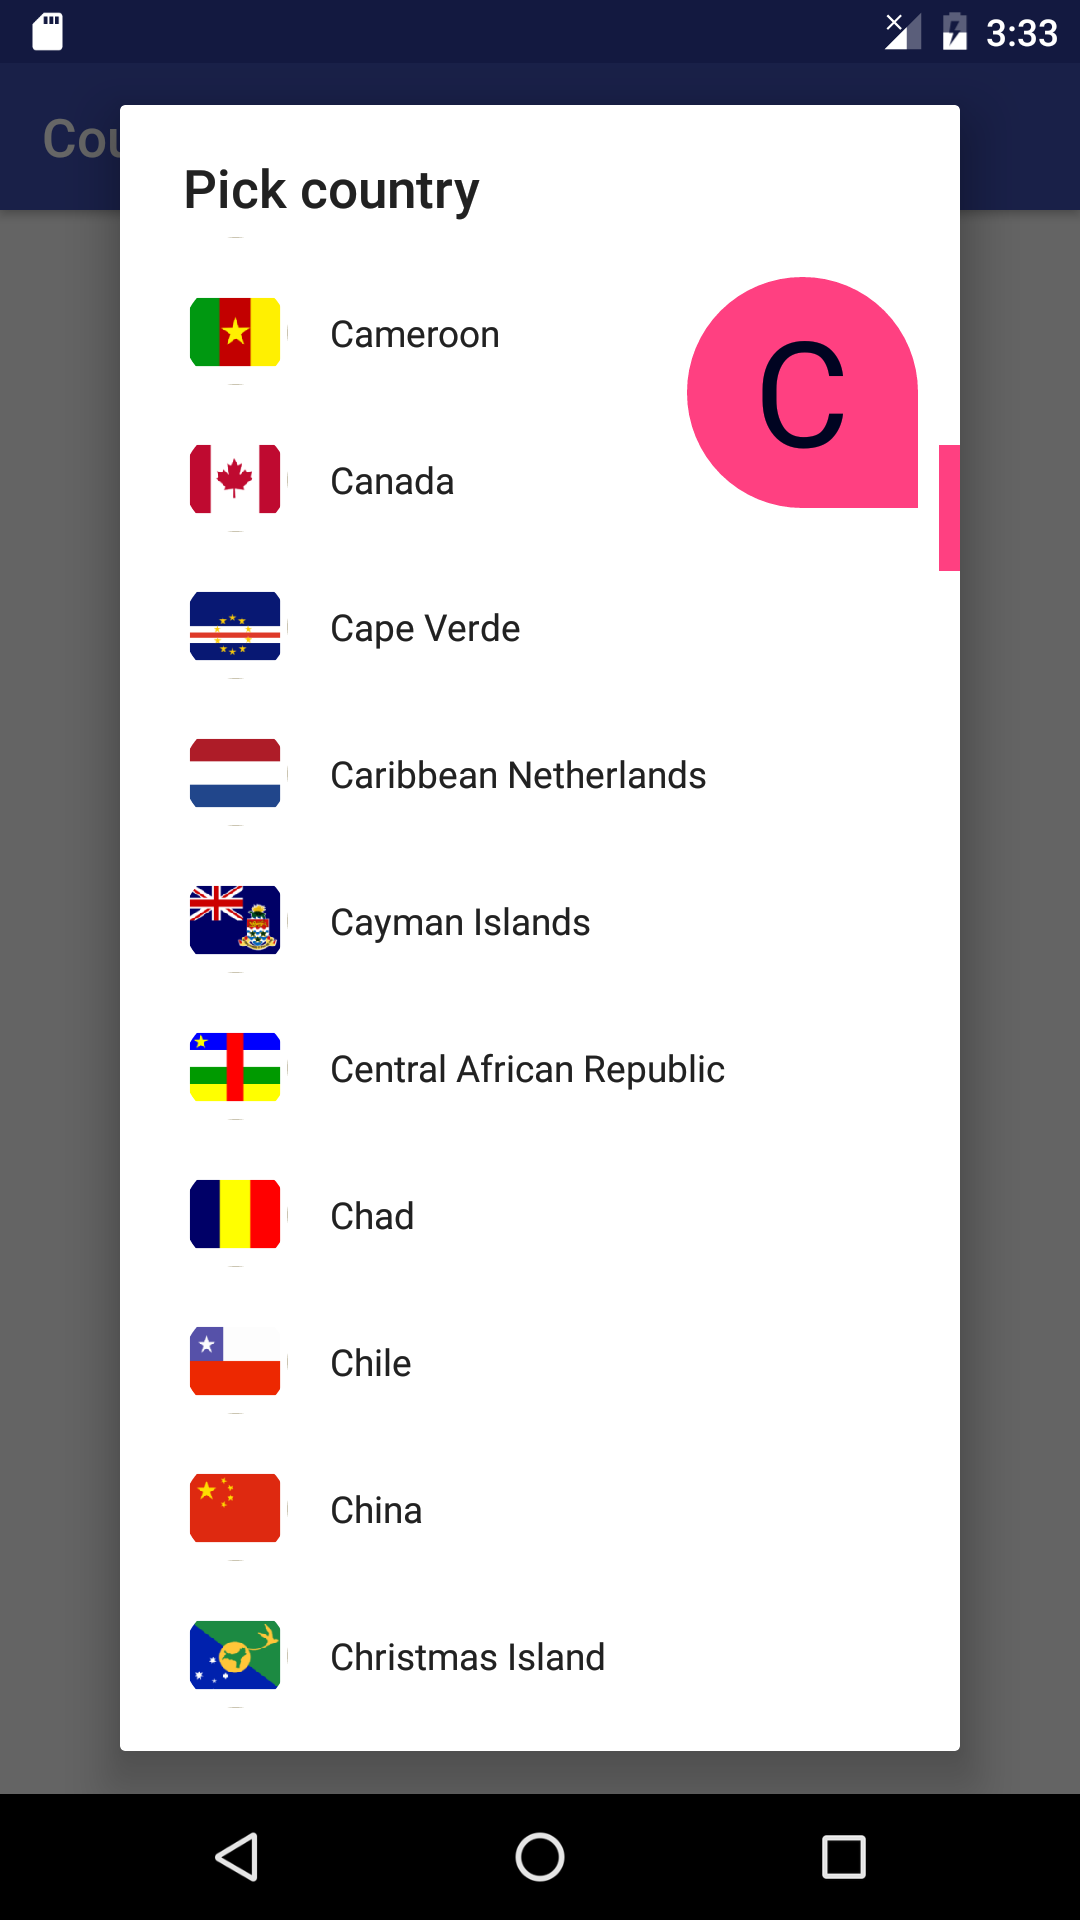 3:33
Cou
Pick country
C
Cameroon
Canada
Cape Verde
Caribbean Netherlands
Cayman Islands
Central African Republic
Chad
Chile
China
Christmas Island